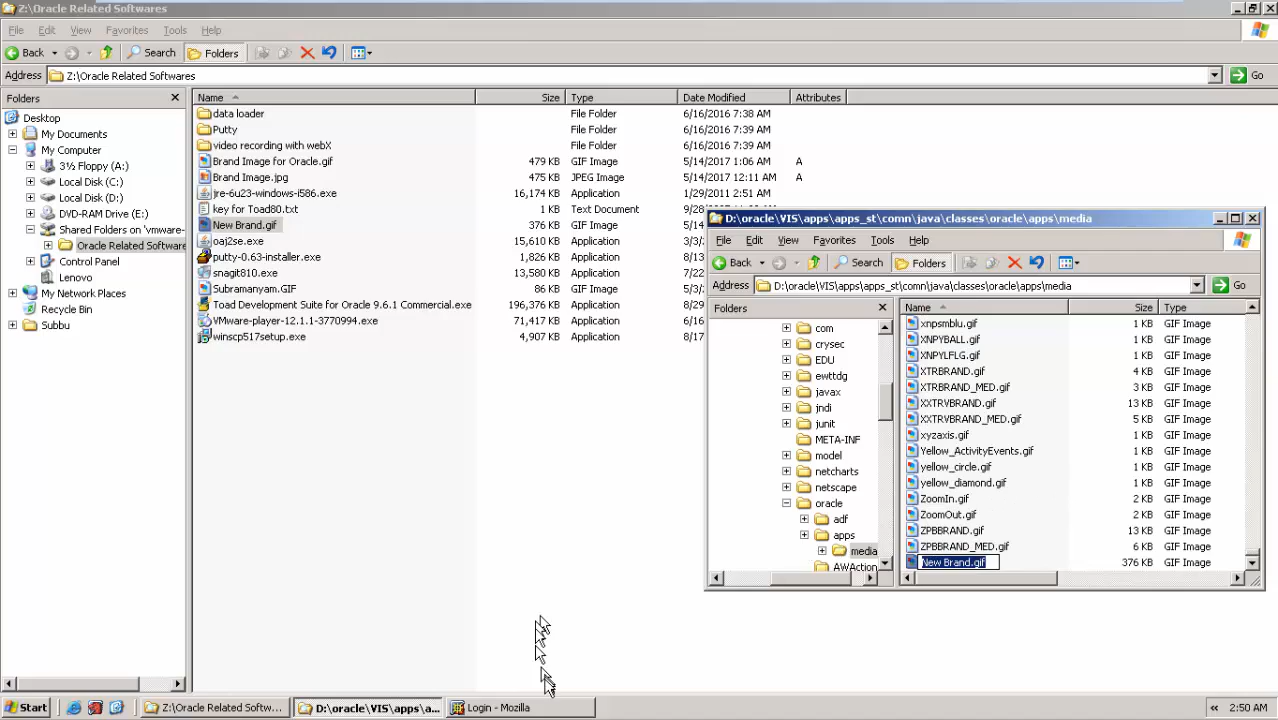 Z:\Oracle Related Softwares
File Edit View Favorites Tools Help
Back Search Folders
Address Z:\Oracle Related Softwares Go
Folders
Desktop
My Documents
My Computer
3½ Floppy (A:)
Local Disk (C:)
Local Disk (D:)
DVD-RAM Drive (E:)
Shared Folders on 'vmware-
Oracle Related Software
Control Panel
Lenovo
My Network Places
Recycle Bin
Subbu
Name Size Type Date Modified Attributes
data loader File Folder 6/16/2016 7:38 AM
Putty File Folder 6/16/2016 7:39 AM
video recording with webX File Folder 6/16/2016 7:39 AM
Brand Image for Oracle.gif 479 KB GIF Image 5/14/2017 1:06 AM A
Brand Image.jpg 475 KB JPEG Image 5/14/2017 12:11 AM A
jre-6u23-windows-i586.exe 16,174 KB Application 1/29/2011 2:51 AM
key for Toad80.txt 1 KB Text Document 9/28
New Brand.gif 376 KB GIF Image 5/14
oaj2se.exe 15,610 KB Application 3/3/
putty-0.63-installer.exe 1,826 KB Application 8/13
snagit810.exe 13,580 KB Application 7/22
Subramanyam.GIF 86 KB GIF Image 5/14
Toad Development Suite for Oracle 9.6.1 Commercial.exe 196,376 KB Application 8/29
VMware-player-12.1.1-3770994.exe 71,417 KB Application 6/16
winscp517setup.exe 4,907 KB Application 8/17
D:\oracle\VIS\apps\apps_st\comn\java\classes\oracle\apps\media
File Edit View Favorites Tools Help
Back Search Folders
Address D:\oracle\VIS\apps\apps_st\comn\java\classes\oracle\apps\media Go
Folders
com
crysec
EDU
ewttdg
javax
jndi
junit
META-INF
model
netcharts
netscape
oracle
adf
apps
media
AWAction
Name Size Type
xnpsmblu.gif 1 KB GIF Image
XNPYBALL.gif 1 KB GIF Image
XNPYLFLG.gif 1 KB GIF Image
XTRBRAND.gif 4 KB GIF Image
XTRBRAND_MED.gif 3 KB GIF Image
XXTRVBRAND.gif 13 KB GIF Image
XXTRVBRAND_MED.gif 5 KB GIF Image
xyzaxis.gif 1 KB GIF Image
Yellow_ActivityEvents.gif 1 KB GIF Image
yellow_circle.gif 1 KB GIF Image
yellow_diamond.gif 1 KB GIF Image
ZoomIn.gif 2 KB GIF Image
ZoomOut.gif 2 KB GIF Image
ZPBBRAND.gif 13 KB GIF Image
ZPBBRAND_MED.gif 6 KB GIF Image
New Brand.gif 376 KB GIF Image
Start Z:\Oracle Related Softw... D:\oracle\VIS\apps\a... Login - Mozilla « 2:50 AM